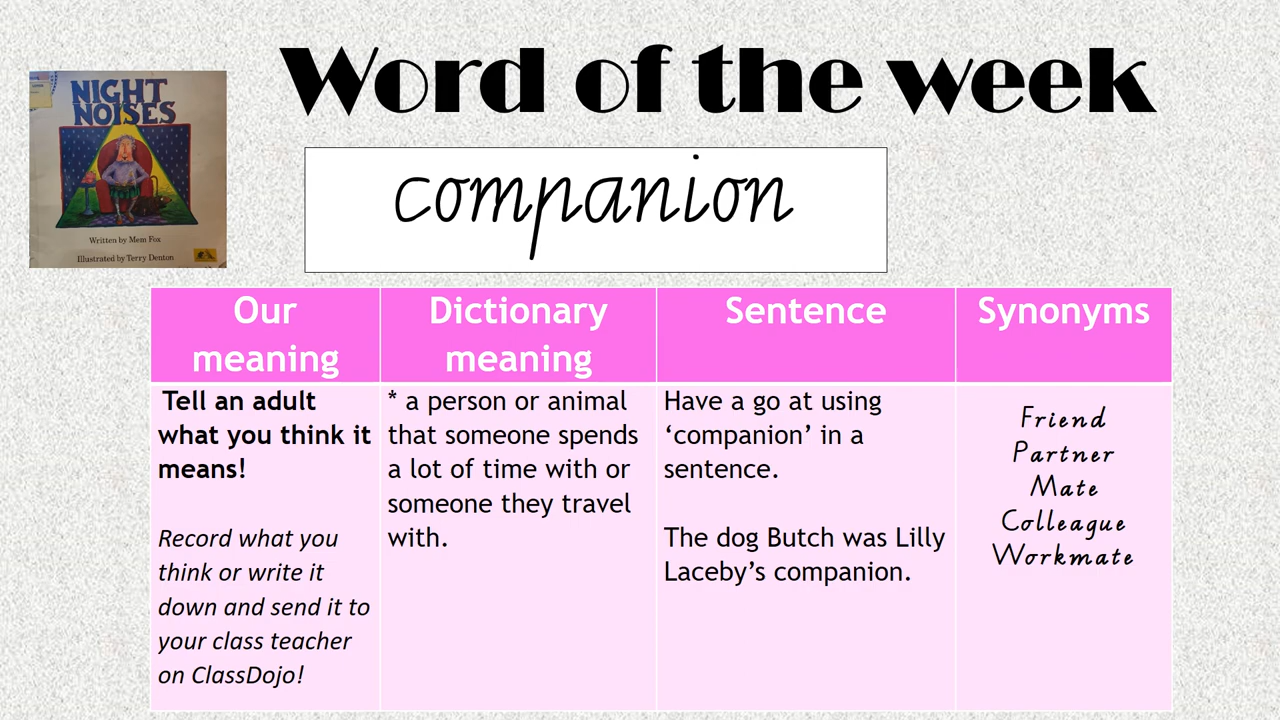 Word of the week
NIGHT
NOISES
Written by Mem Fox
Illustrated by Terry Denton
companion
Our
meaning
Dictionary
meaning
Sentence
Synonyms
Tell an adult
what you think it
means!
Record what you
think or write it
down and send it to
your class teacher
on ClassDojo!
* a person or animal
that someone spends
a lot of time with or
someone they travel
with.
Have a go at using
‘companion’ in a
sentence.
The dog Butch was Lilly
Laceby’s companion.
Friend
Partner
Mate
Colleague
Workmate